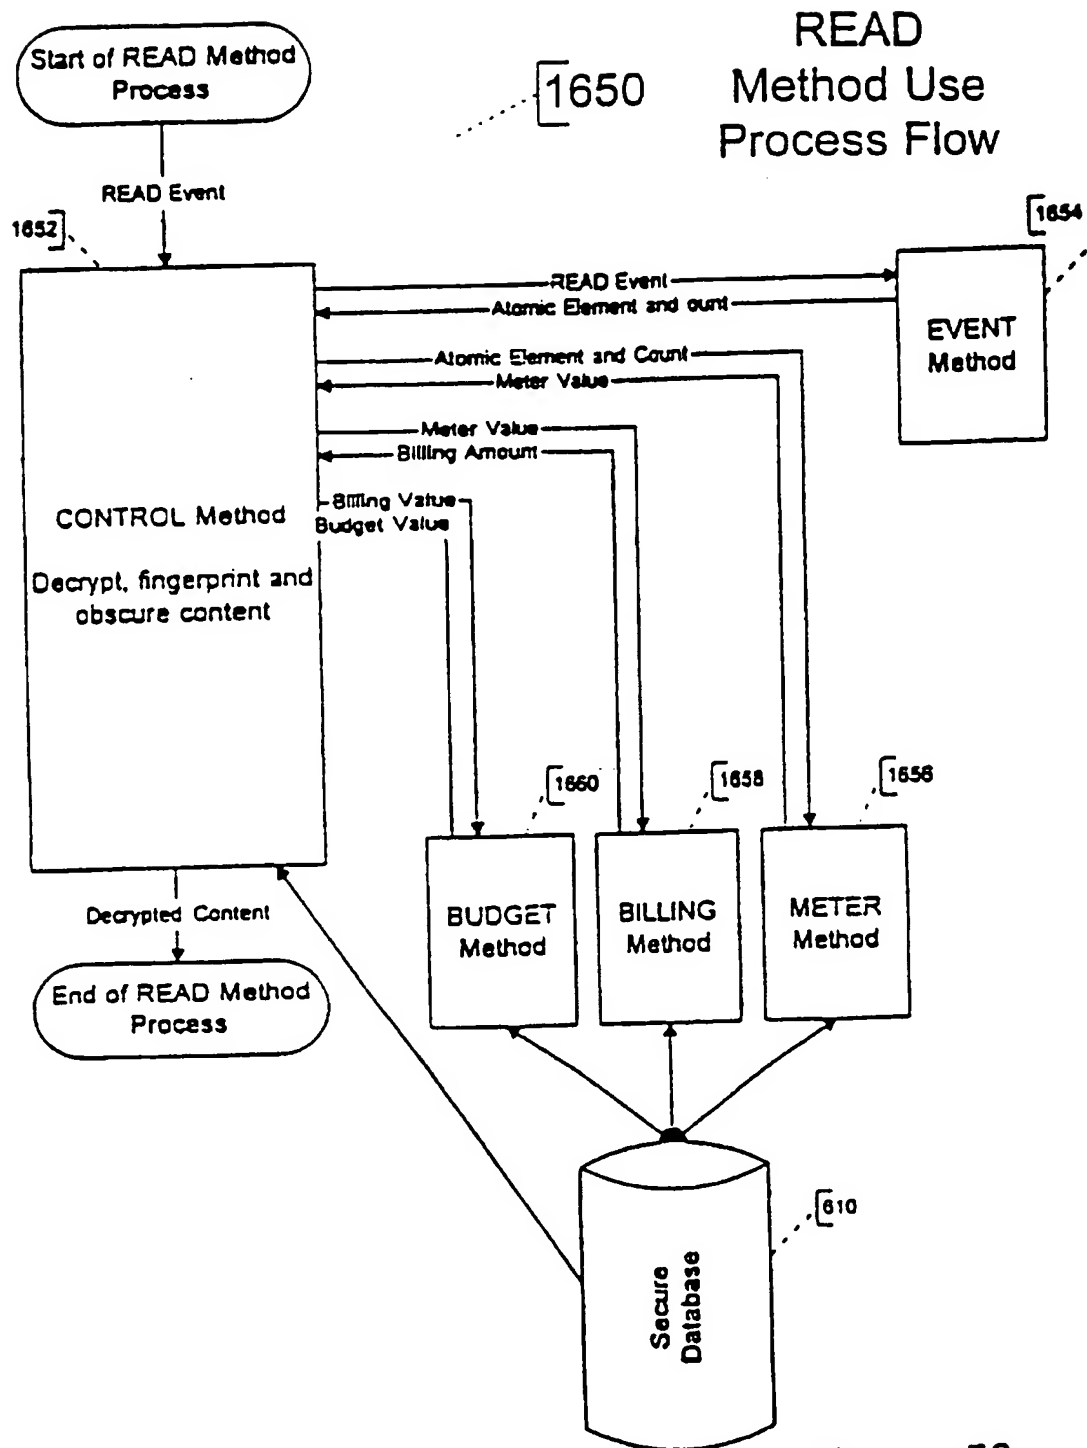 READ
Method Use
Process Flow
1650
Start of READ Method
Process
READ Event
1652
1654
READ Event
Atomic Element and ount
EVENT
Method
Atomic Element and Count
Meter Value
Meter Value
Billing Amount
Billing Value
Budget Value
CONTROL Method
Decrypt, fingerprint and
obscure content
1660
1658
1656
BUDGET
Method
BILLING
Method
METER
Method
Decrypted Content
End of READ Method
Process
610
Secure
Database